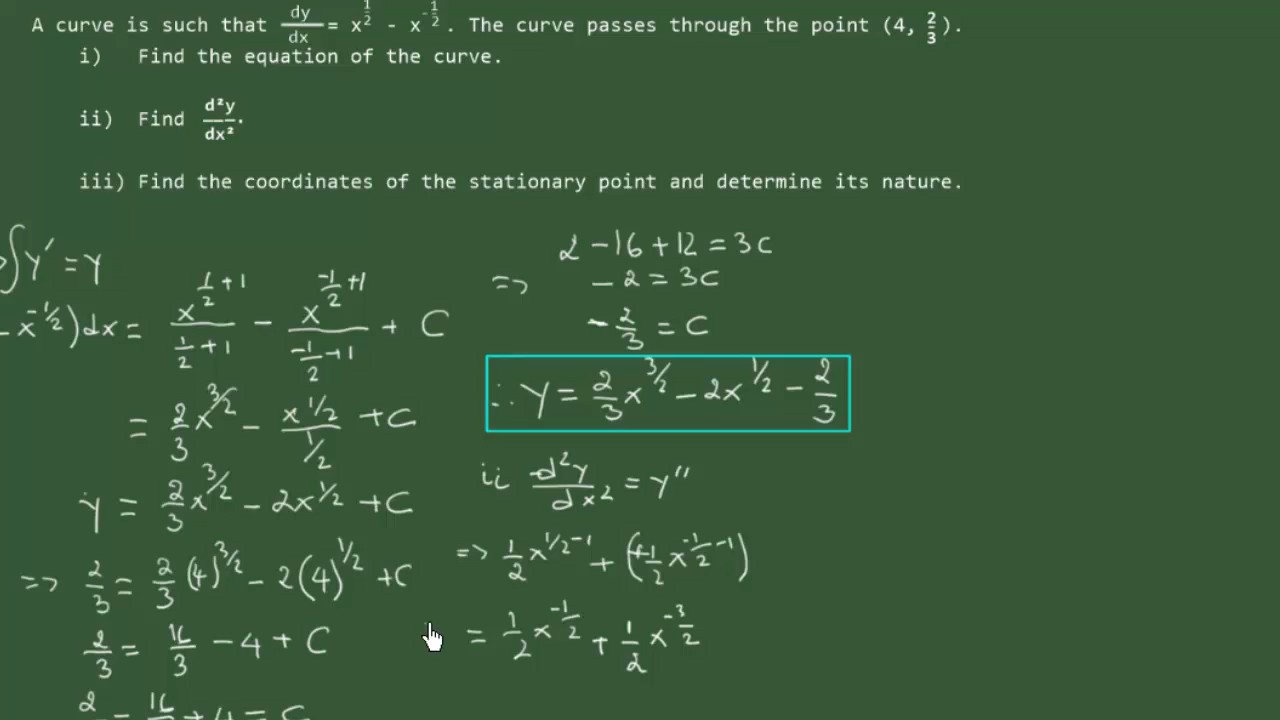 A curve is such that dy/dx = x^(1/2) - x^(-1/2). The curve passes through the point (4, 2/3).
i) Find the equation of the curve.
ii) Find d²y/dx².
iii) Find the coordinates of the stationary point and determine its nature.
∫y' = y
- x^(-1/2))dx = x^(1/2 + 1)/(1/2 + 1) - x^(-1/2 + 1)/(-1/2 + 1) + C
= 2/3 x^(3/2) - x^(1/2)/(1/2) + C
y = 2/3 x^(3/2) - 2x^(1/2) + C
=> 2/3 = 2/3 (4)^(3/2) - 2(4)^(1/2) + C
2/3 = 16/3 - 4 + C
2 - 16 + 12 = 3C
=> - 2 = 3C
- 2/3 = C
∴ y = 2/3 x^(3/2) - 2x^(1/2) - 2/3
ii d²y/dx² = y''
=> 1/2 x^(1/2 - 1) + (+1/2 x^(-1/2 - 1))
= 1/2 x^(-1/2) + 1/2 x^(-3/2)